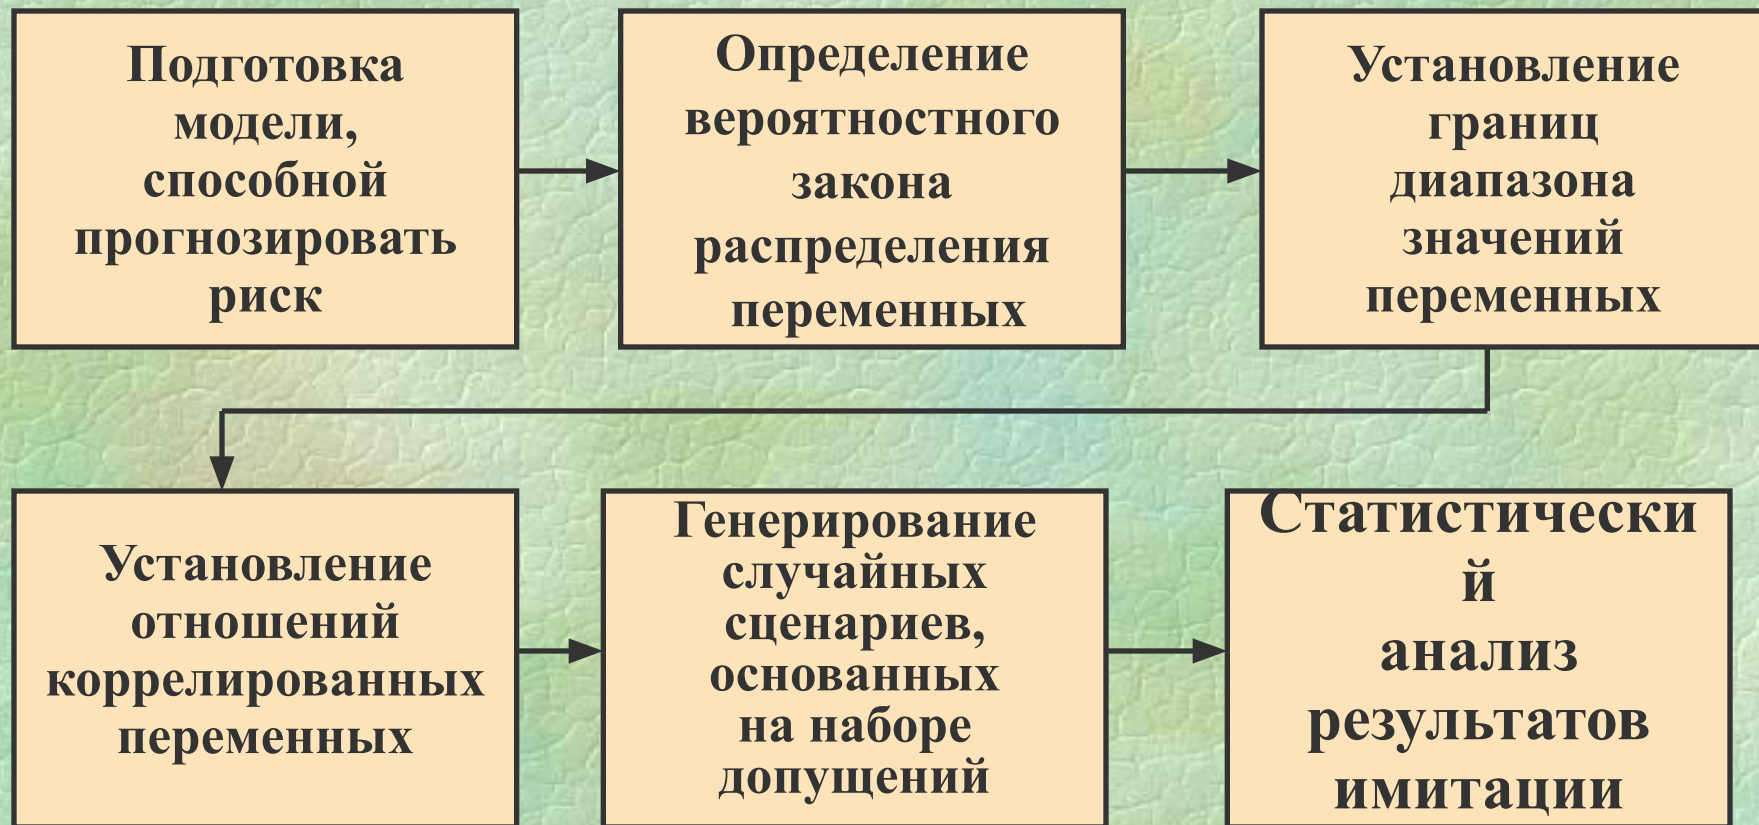 Подготовка
модели,
способной
прогнозировать
риск
Определение
вероятностного
закона
распределения
переменных
Установление
границ
диапазона
значений
переменных
Установление
отношений
коррелированных
переменных
Генерирование
случайных
сценариев,
основанных
на наборе
допущений
Статистически
й
анализ
результатов
имитации